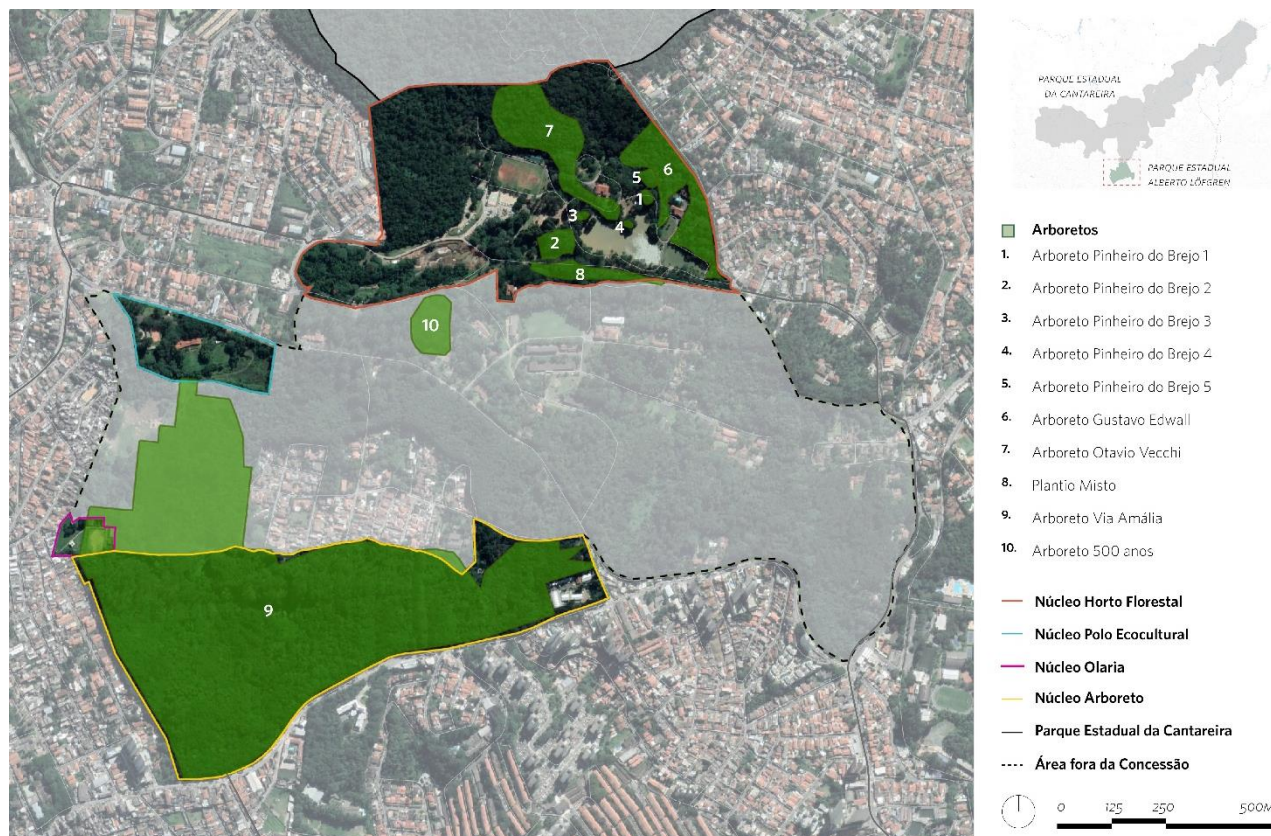 7
6
5
1
3
4
2
8
10
9
PARQUE ESTADUAL
DA CANTAREIRA
PARQUE ESTADUAL
ALBERTO LÖFGREN
Arboretos
1. Arboreto Pinheiro do Brejo 1
2. Arboreto Pinheiro do Brejo 2
3. Arboreto Pinheiro do Brejo 3
4. Arboreto Pinheiro do Brejo 4
5. Arboreto Pinheiro do Brejo 5
6. Arboreto Gustavo Edwall
7. Arboreto Otavio Vecchi
8. Plantio Misto
9. Arboreto Via Amália
10. Arboreto 500 anos
Núcleo Horto Florestal
Núcleo Polo Ecocultural
Núcleo Olaria
Núcleo Arboreto
Parque Estadual da Cantareira
Área fora da Concessão
0 125 250 500M